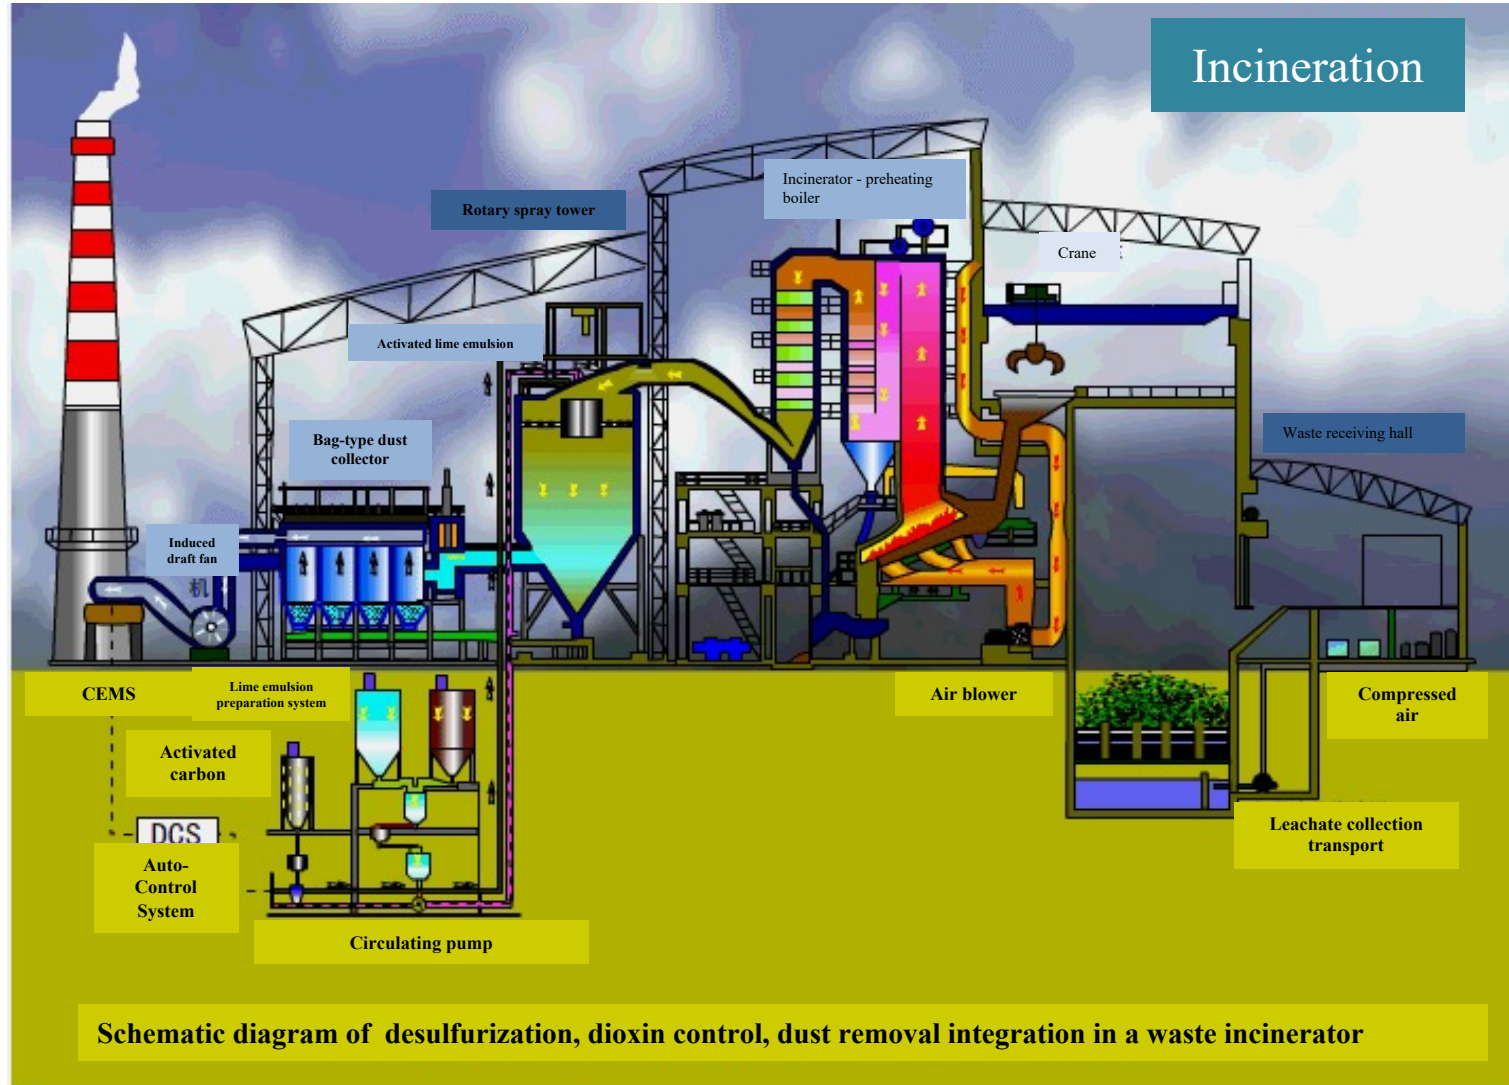 Incineration
Incinerator - preheating
boiler
Rotary spray tower
Crane
Activated lime emulsion
Waste receiving hall
Bag-type dust
collector
Induced
draft fan
机
CEMS
Lime emulsion
preparation system
Air blower
Compressed
air
Activated
carbon
DCS
Leachate collection
transport
Auto-
Control
System
Circulating pump
Schematic diagram of desulfurization, dioxin control, dust removal integration in a waste incinerator